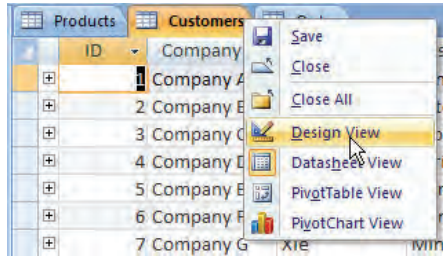 Products Customers
ID Company
Save
Close
Close All
Design View
Datasheet View
PivotTable View
PivotChart View
1 Company A
2 Company
3 Company
4 Company
5 Company
6 Company
7 Company G Xie